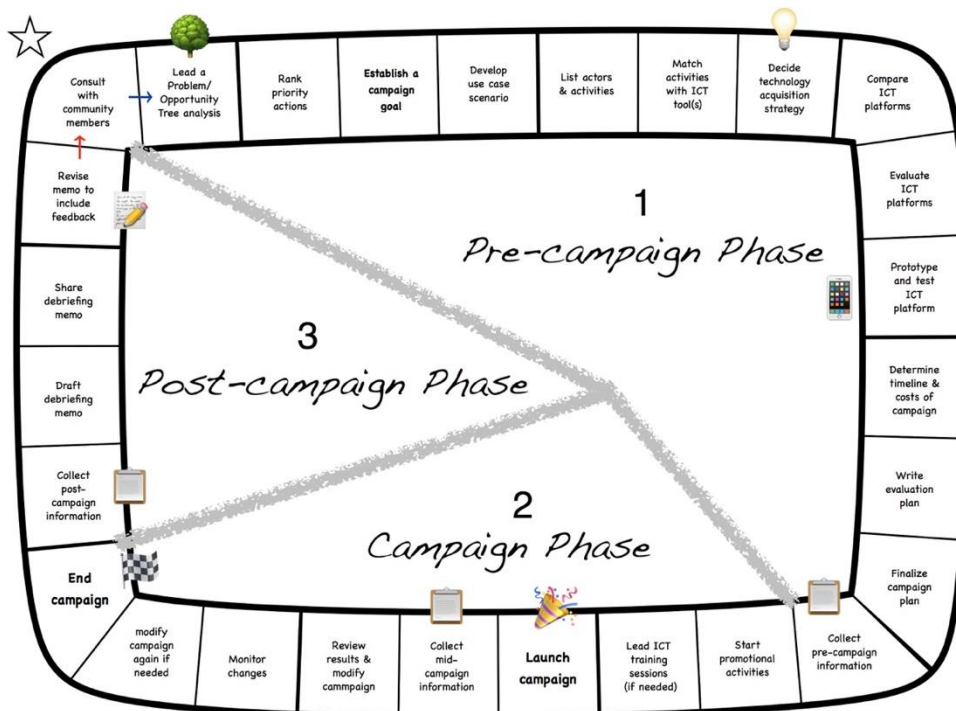 Consult
with
community
members
Lead a
Problem/
Opportunity
Tree analysis
Rank
priority
actions
Establish a
campaign
goal
Develop
use case
scenario
List actors
& activities
Match
activities
with ICT
tool(s)
Decide
technology
acquisition
strategy
Compare
ICT
platforms
Evaluate
ICT
platforms
Prototype
and test
ICT
platform
Determine
timeline &
costs of
campaign
Write
evaluation
plan
Finalize
campaign
plan
Collect
pre-campaign
information
Start
promotional
activities
Lead ICT
training
sessions
(if needed)
Launch
campaign
Collect
mid-
campaign
information
Review
results &
modify
cammpaign
Monitor
changes
modify
campaign
again if
needed
End
campaign
Collect
post-
campaign
information
Draft
debriefing
memo
Share
debriefing
memo
Revise
memo to
include
feedback
1
Pre-campaign Phase
2
Campaign Phase
3
Post-campaign Phase